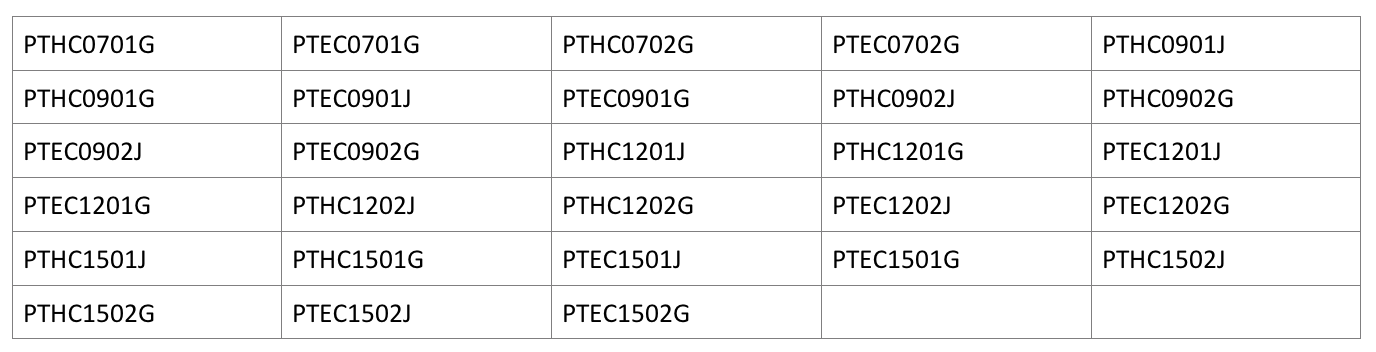 PTHC0701G PTEC0701G PTHC0702G PTEC0702G PTHC0901J
PTHC0901G PTEC0901J PTEC0901G PTHC0902J PTHC0902G
PTEC0902J PTEC0902G PTHC1201J PTHC1201G PTEC1201J
PTEC1201G PTHC1202J PTHC1202G PTEC1202J PTEC1202G
PTHC1501J PTHC1501G PTEC1501J PTEC1501G PTHC1502J
PTHC1502G PTEC1502J PTEC1502G